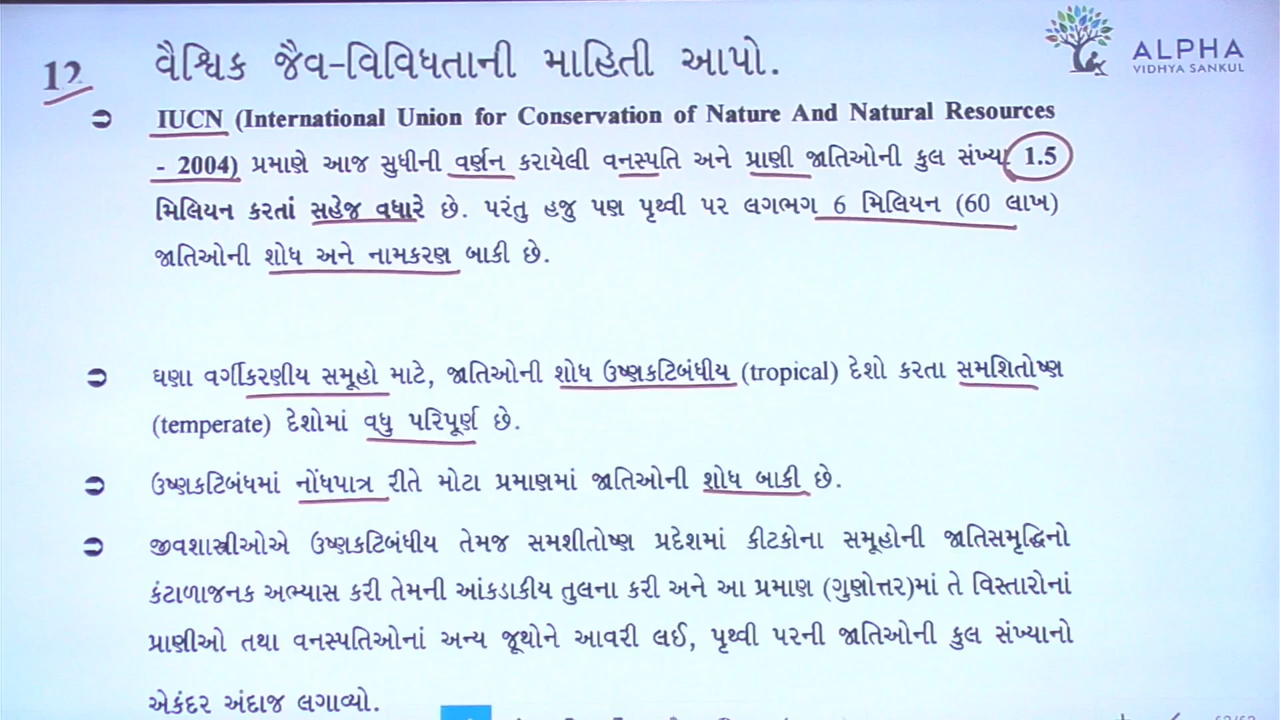 12 વૈશ્વિક જૈવ-વિવિધતાની માહિતી આપો.
ALPHA
VIDHYA SANKUL
IUCN (International Union for Conservation of Nature And Natural Resources
- 2004) પ્રમાણે આજ સુધીની વર્ણન કરાયેલી વનસ્પતિ અને પ્રાણી જાતિઓની કુલ સંખ્યા 1.5
મિલિયન કરતાં સહેજ વધારે છે. પરંતુ હજુ પણ પૃથ્વી પર લગભગ 6 મિલિયન (60 લાખ)
જાતિઓની શોધ અને નામકરણ બાકી છે.
ઘણા વર્ગીકરણીય સમૂહો માટે, જાતિઓની શોધ ઉષ્ણકટિબંધીય (tropical) દેશો કરતા સમશિતોષ્ણ
(temperate) દેશોમાં વધુ પરિપૂર્ણ છે.
ઉષ્ણકટિબંધમાં નોંધપાત્ર રીતે મોટા પ્રમાણમાં જાતિઓની શોધ બાકી છે.
જીવશાસ્ત્રીઓએ ઉષ્ણકટિબંધીય તેમજ સમશીતોષ્ણ પ્રદેશમાં કીટકોના સમૂહોની જાતિસમૃદ્ધિનો
કંટાળાજનક અભ્યાસ કરી તેમની આંકડાકીય તુલના કરી અને આ પ્રમાણ (ગુણોત્તર)માં તે વિસ્તારોનાં
પ્રાણીઓ તથા વનસ્પતિઓનાં અન્ય જૂથોને આવરી લઈ, પૃથ્વી પરની જાતિઓની કુલ સંખ્યાનો
એકંદર અંદાજ લગાવ્યો.